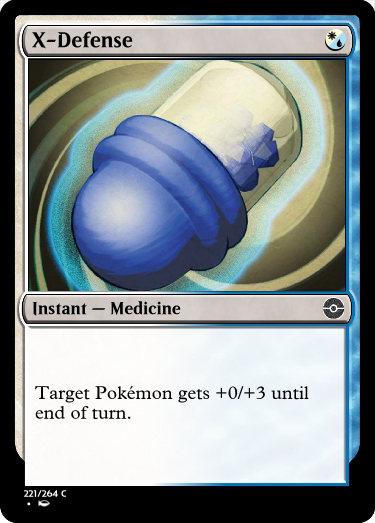 X-Defense
Instant — Medicine
Target Pokémon gets +0/+3 until
end of turn.
221/264 C